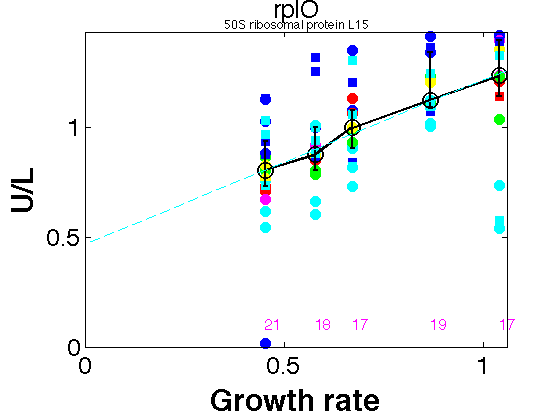 rplO
50S ribosomal protein L15
1
0.5
0
U/L
21 18 17 19 17
0 0.5 1
Growth rate